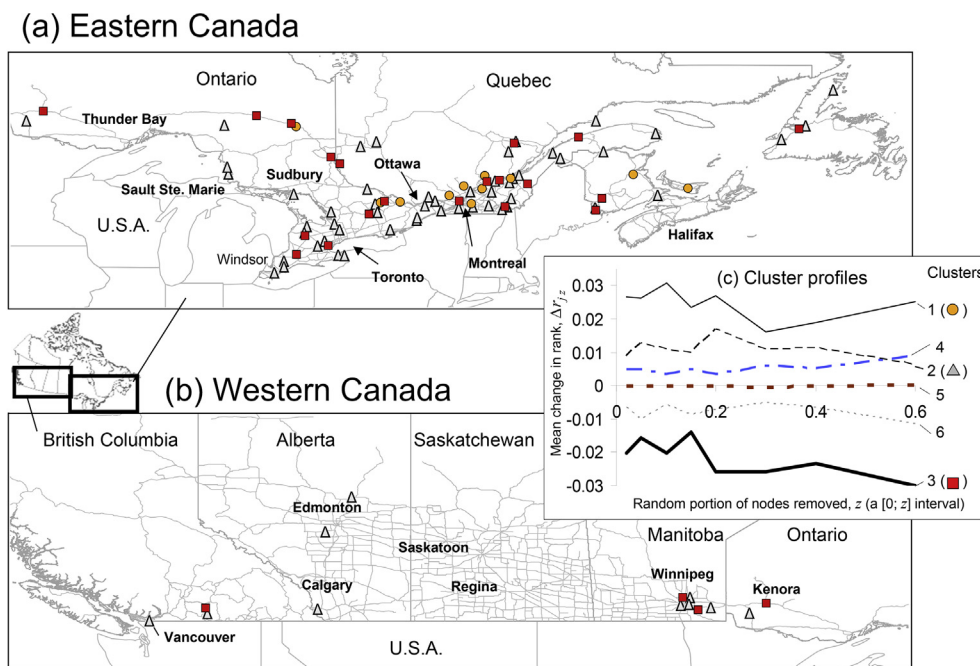 (a) Eastern Canada
Ontario
Quebec
Thunder Bay
Sudbury
Ottawa
Sault Ste. Marie
U.S.A.
Windsor
Toronto
Montreal
Halifax
(c) Cluster profiles
Clusters
Mean change in rank, Δr_jz
0.03
0.02
0.01
0
-0.01
-0.02
-0.03
0
0.2
0.4
0.6
1 ( )
4
2 ( )
5
6
3 ( )
Random portion of nodes removed, z (a [0; z] interval)
(b) Western Canada
British Columbia
Alberta
Saskatchewan
Manitoba
Ontario
Edmonton
Saskatoon
Calgary
Regina
Winnipeg
Kenora
Vancouver
U.S.A.